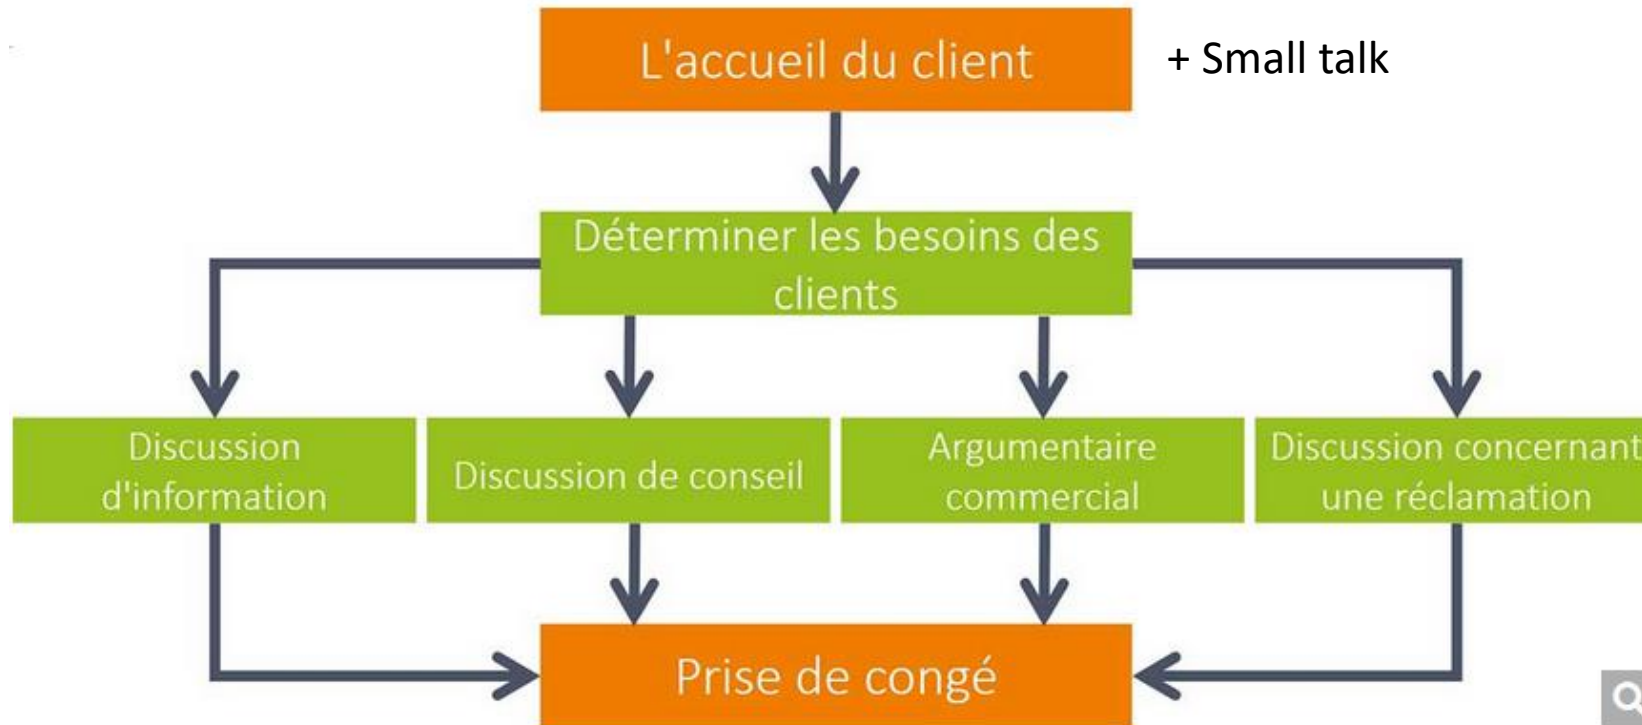 L'accueil du client
+ Small talk
Déterminer les besoins des
clients
Discussion
d'information
Discussion de conseil
Argumentaire
commercial
Discussion concernant
une réclamation
Prise de congé